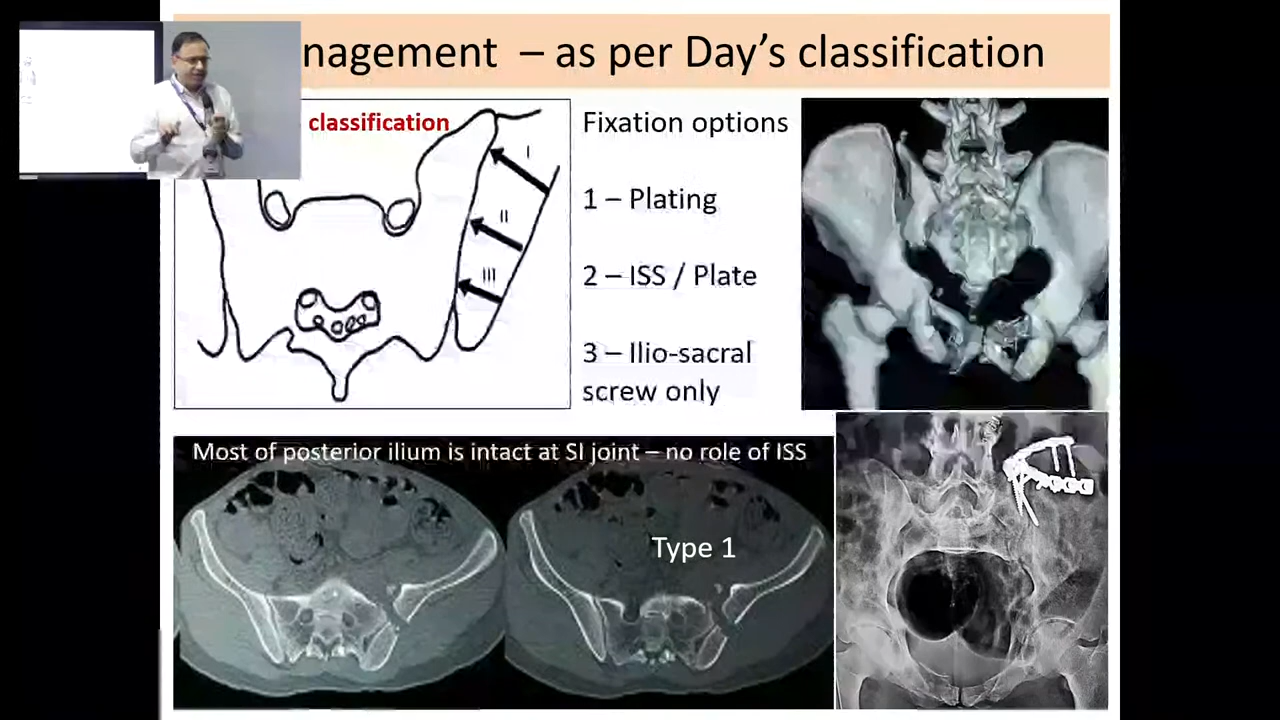 nagement – as per Day's classification
classification
I
II
III
Fixation options
1 – Plating
2 – ISS / Plate
3 – Ilio-sacral
screw only
Most of posterior ilium is intact at SI joint – no role of ISS
Type 1